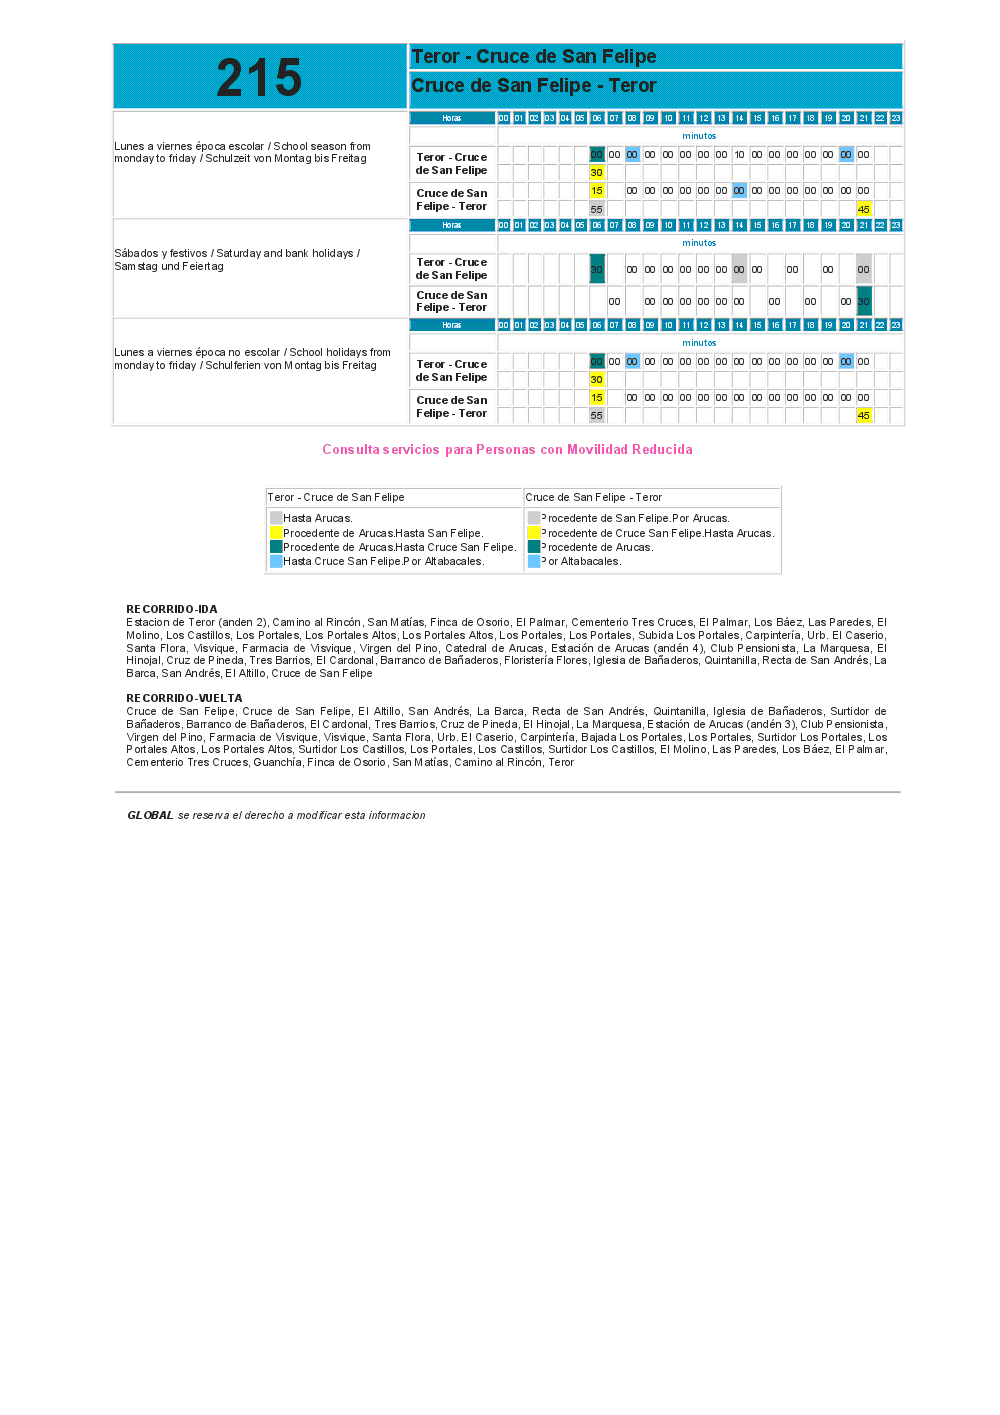 215
Teror - Cruce de San Felipe
Cruce de San Felipe - Teror
Lunes a viernes época escolar / School season from
monday to friday / Schulzeit von Montag bis Freitag
Horas 00 01 02 03 04 05 06 07 08 09 10 11 12 13 14 15 16 17 18 19 20 21 22 23
minutos
Teror - Cruce
de San Felipe
00 00 00 00 00 00 00 00 10 00 00 00 00 00 00 00
30
Cruce de San
Felipe - Teror
15 00 00 00 00 00 00 00 00 00 00 00 00 00 00
55 45
Sábados y festivos / Saturday and bank holidays /
Samstag und Feiertag
Horas 00 01 02 03 04 05 06 07 08 09 10 11 12 13 14 15 16 17 18 19 20 21 22 23
minutos
Teror - Cruce
de San Felipe
30 00 00 00 00 00 00 00 00 00 00 00
Cruce de San
Felipe - Teror
00 00 00 00 00 00 00 00 00 00 30
Lunes a viernes época no escolar / School holidays from
monday to friday / Schulferien von Montag bis Freitag
Horas 00 01 02 03 04 05 06 07 08 09 10 11 12 13 14 15 16 17 18 19 20 21 22 23
minutos
Teror - Cruce
de San Felipe
00 00 00 00 00 00 00 00 00 00 00 00 00 00 00 00
30
Cruce de San
Felipe - Teror
15 00 00 00 00 00 00 00 00 00 00 00 00 00 00
55 45
Consulta servicios para Personas con Movilidad Reducida
Teror - Cruce de San Felipe
Hasta Arucas.
Procedente de Arucas.Hasta San Felipe.
Procedente de Arucas.Hasta Cruce San Felipe.
Hasta Cruce San Felipe.Por Altabacales.
Cruce de San Felipe - Teror
Procedente de San Felipe.Por Arucas.
Procedente de Cruce San Felipe.Hasta Arucas.
Procedente de Arucas.
Por Altabacales.
RECORRIDO-IDA
Estacion de Teror (anden 2), Camino al Rincón, San Matías, Finca de Osorio, El Palmar, Cementerio Tres Cruces, El Palmar, Los Báez, Las Paredes, El
Molino, Los Castillos, Los Portales, Los Portales Altos, Los Portales Altos, Los Portales, Los Portales, Subida Los Portales, Carpintería, Urb. El Caserio,
Santa Flora, Visvique, Farmacia de Visvique, Virgen del Pino, Catedral de Arucas, Estación de Arucas (andén 4), Club Pensionista, La Marquesa, El
Hinojal, Cruz de Pineda, Tres Barrios, El Cardonal, Barranco de Bañaderos, Floristería Flores, Iglesia de Bañaderos, Quintanilla, Recta de San Andrés, La
Barca, San Andrés, El Altillo, Cruce de San Felipe
RECORRIDO-VUELTA
Cruce de San Felipe, Cruce de San Felipe, El Altillo, San Andrés, La Barca, Recta de San Andrés, Quintanilla, Iglesia de Bañaderos, Surtidor de
Bañaderos, Barranco de Bañaderos, El Cardonal, Tres Barrios, Cruz de Pineda, El Hinojal, La Marquesa, Estación de Arucas (andén 3), Club Pensionista,
Virgen del Pino, Farmacia de Visvique, Visvique, Santa Flora, Urb. El Caserio, Carpintería, Bajada Los Portales, Los Portales, Surtidor Los Portales, Los
Portales Altos, Los Portales Altos, Surtidor Los Castillos, Los Portales, Los Castillos, Surtidor Los Castillos, El Molino, Las Paredes, Los Báez, El Palmar,
Cementerio Tres Cruces, Guanchía, Finca de Osorio, San Matías, Camino al Rincón, Teror
GLOBAL se reserva el derecho a modificar esta informacion